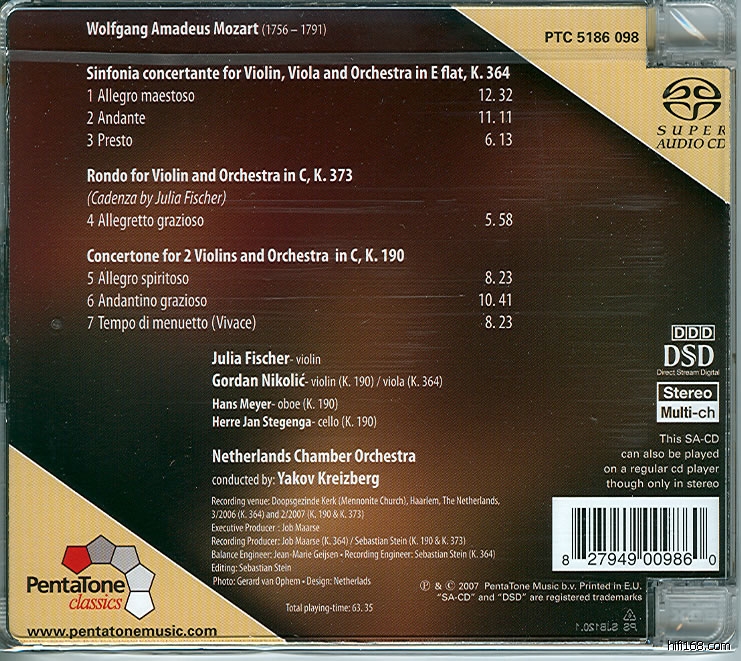 Wolfgang Amadeus Mozart (1756 – 1791)
PTC 5186 098
SUPER
AUDIO CD
Sinfonia concertante for Violin, Viola and Orchestra in E flat, K. 364
1 Allegro maestoso 12. 32
2 Andante 11. 11
3 Presto 6. 13
Rondo for Violin and Orchestra in C, K. 373
(Cadenza by Julia Fischer)
4 Allegretto grazioso 5. 58
Concertone for 2 Violins and Orchestra in C, K. 190
5 Allegro spiritoso 8. 23
6 Andantino grazioso 10. 41
7 Tempo di menuetto (Vivace) 8. 23
Julia Fischer- violin
Gordan Nikolić- violin (K. 190) / viola (K. 364)
Hans Meyer- oboe (K. 190)
Herre Jan Stegenga- cello (K. 190)
Netherlands Chamber Orchestra
conducted by: Yakov Kreizberg
Recording venue: Doopsgezinde Kerk (Mennonite Church), Haarlem, The Netherlands,
3/2006 (K. 364) and 2/2007 (K. 190 & K. 373)
Executive Producer : Job Maarse
Recording Producer: Job Maarse (K. 364) / Sebastian Stein (K. 190 & K. 373)
Balance Engineer: Jean-Marie Geijsen • Recording Engineer: Sebastian Stein (K. 364)
Editing: Sebastian Stein
Photo: Gerard van Ophem • Design: Netherlads
Total playing-time: 63. 35
DDD
DSD
Direct Stream Digital
Stereo
Multi-ch
This SA-CD
can also be played
on a regular cd player
though only in stereo
8 27949 00986 0
PentaTone
classics
www.pentatonemusic.com
℗ & © 2007 PentaTone Music b.v. Printed in E.U.
"SA-CD" and "DSD" are registered trademarks
hifi168.com